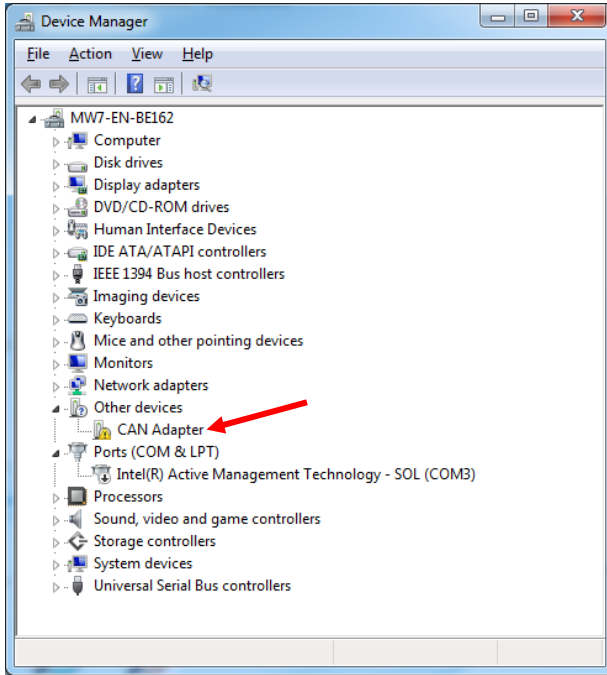 Device Manager
File Action View Help
MW7-EN-BE162
Computer
Disk drives
Display adapters
DVD/CD-ROM drives
Human Interface Devices
IDE ATA/ATAPI controllers
IEEE 1394 Bus host controllers
Imaging devices
Keyboards
Mice and other pointing devices
Monitors
Network adapters
Other devices
CAN Adapter
Ports (COM & LPT)
Intel(R) Active Management Technology - SOL (COM3)
Processors
Sound, video and game controllers
Storage controllers
System devices
Universal Serial Bus controllers